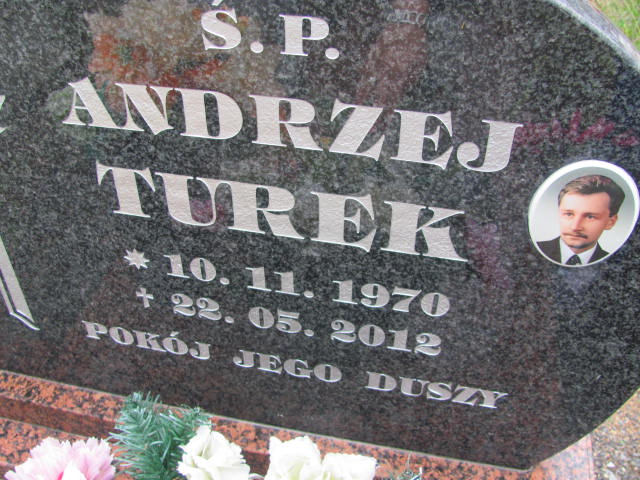 Ś. P.
ANDRZEJ
TUREK
* 10. 11. 1970
+ 22. 05. 2012
POKÓJ JEGO DUSZY